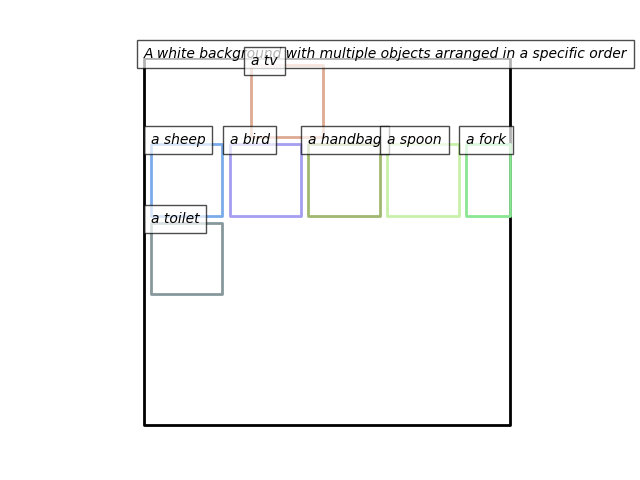 A white background with multiple objects arranged in a specific order
a tv
a sheep
a bird
a handbag
a spoon
a fork
a toilet